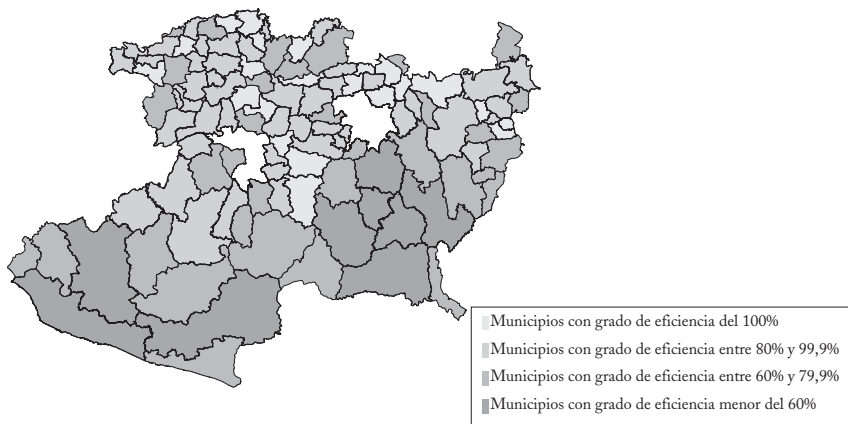 Municipios con grado de eficiencia del 100%
Municipios con grado de eficiencia entre 80% y 99,9%
Municipios con grado de eficiencia entre 60% y 79,9%
Municipios con grado de eficiencia menor del 60%